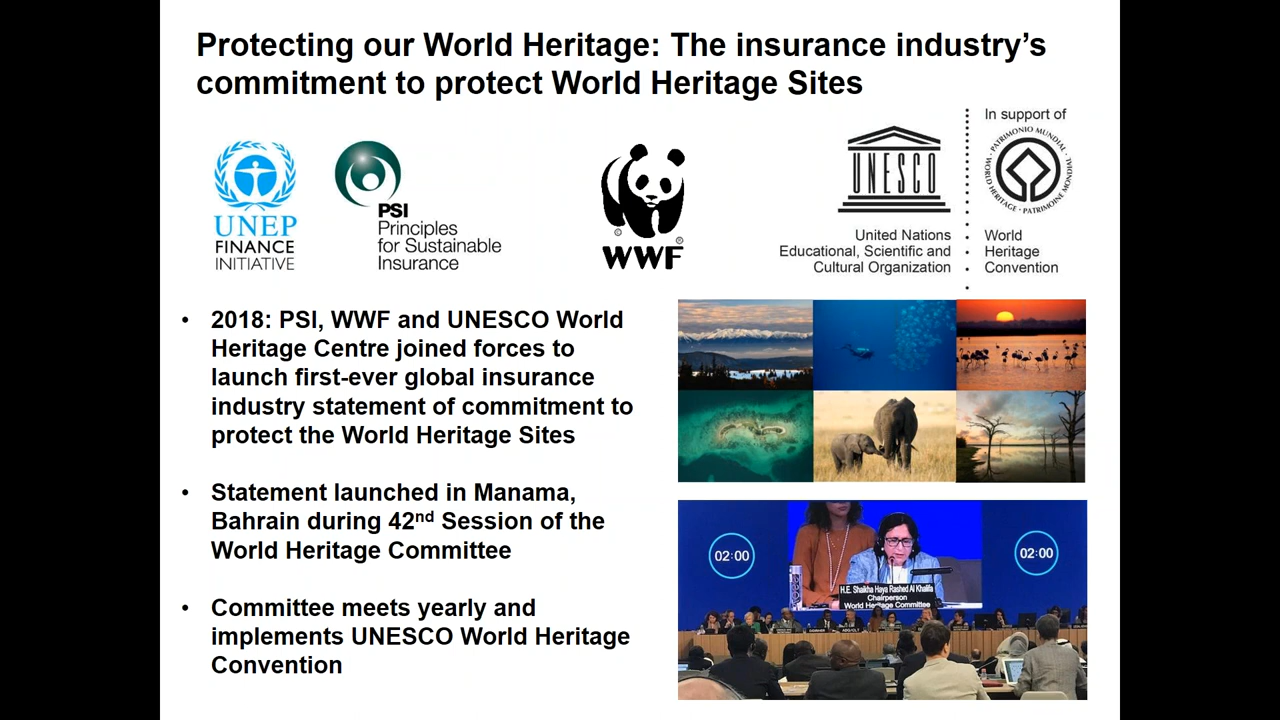 Protecting our World Heritage: The insurance industry's
commitment to protect World Heritage Sites
UNEP
FINANCE
INITIATIVE
PSI
Principles
for Sustainable
Insurance
©
®
WWF
UNESCO
United Nations
Educational, Scientific and
Cultural Organization
In support of
WORLD HERITAGE · PATRIMONIO MUNDIAL · PATRIMOINE MONDIAL ·
World
Heritage
Convention
• 2018: PSI, WWF and UNESCO World
Heritage Centre joined forces to
launch first-ever global insurance
industry statement of commitment to
protect the World Heritage Sites
• Statement launched in Manama,
Bahrain during 42nd Session of the
World Heritage Committee
• Committee meets yearly and
implements UNESCO World Heritage
Convention
02:00
02:00
H.E. Shaikha Haya Rashed Al Khalifa
Chairperson
World Heritage Committee